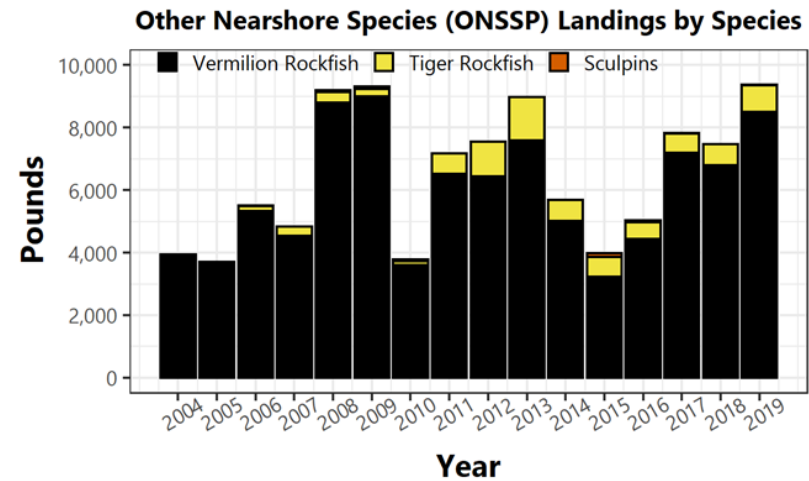 Other Nearshore Species (ONSSP) Landings by Species
Vermilion Rockfish Tiger Rockfish Sculpins
10,000
8,000
6,000
4,000
2,000
0
Pounds
2004 2005 2006 2007 2008 2009 2010 2011 2012 2013 2014 2015 2016 2017 2018 2019
Year